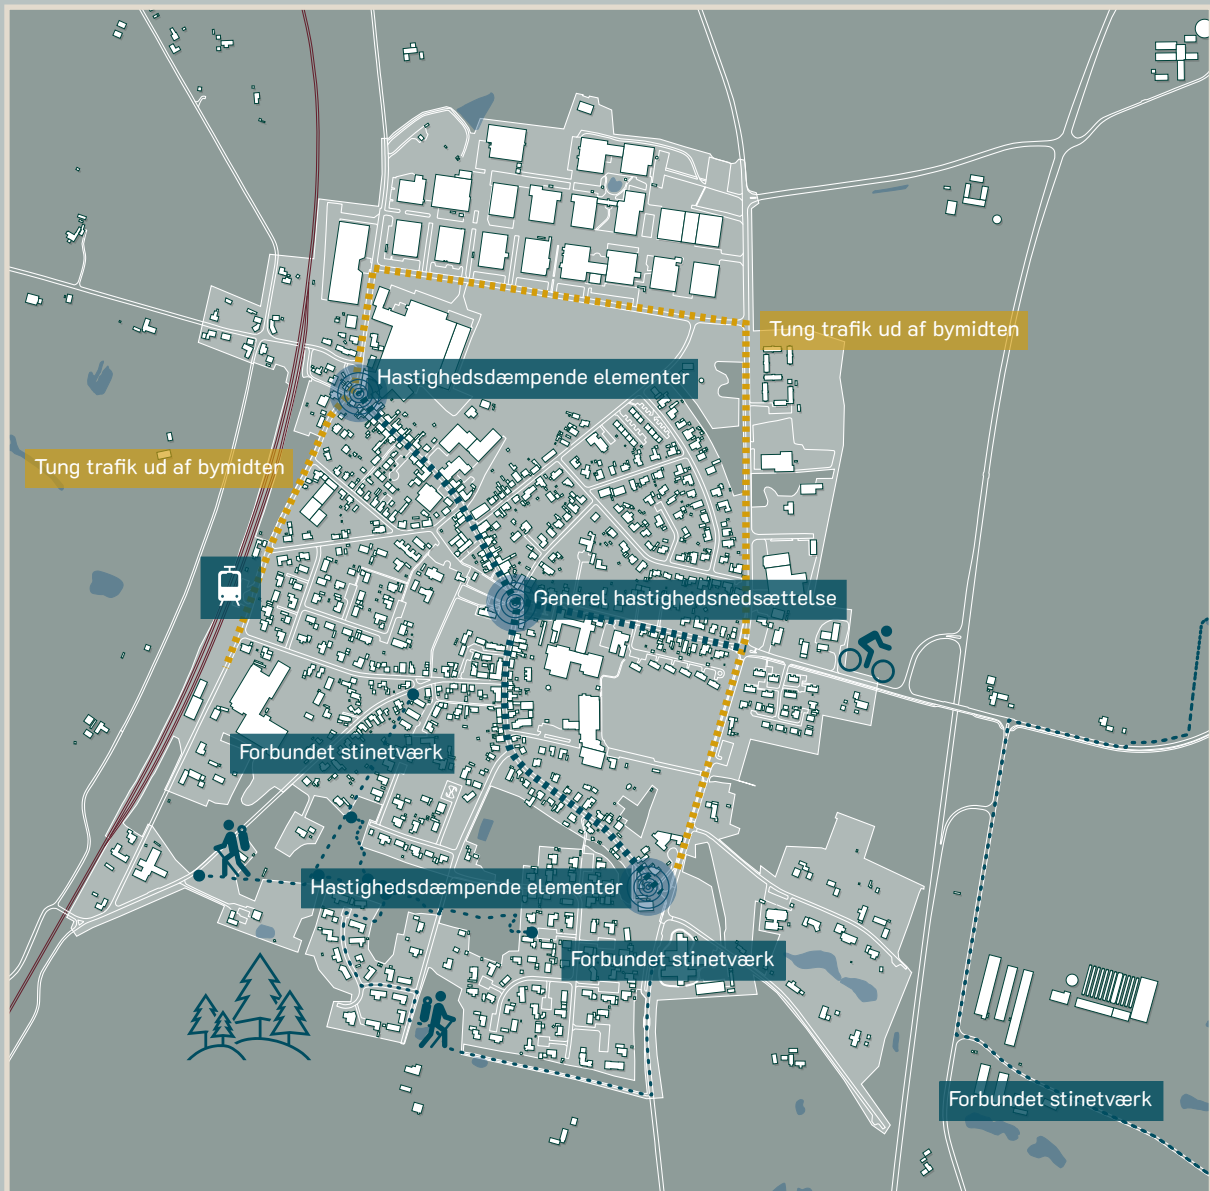 Tung trafik ud af bymidten
Hastighedsdæmpende elementer
Tung trafik ud af bymidten
Generel hastighedsnedsættelse
Forbundet stinetværk
Hastighedsdæmpende elementer
Forbundet stinetværk
Forbundet stinetværk